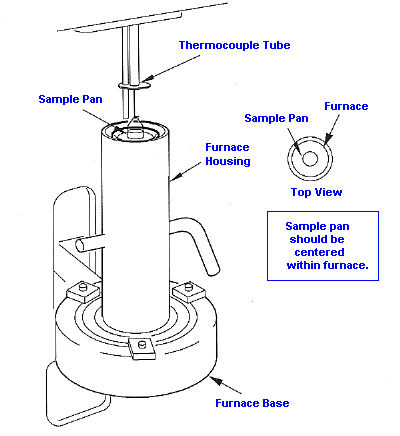 Thermocouple Tube
Sample Pan
Furnace
Sample Pan
Furnace
Housing
Top View
Sample pan
should be
centered
within furnace.
Furnace Base